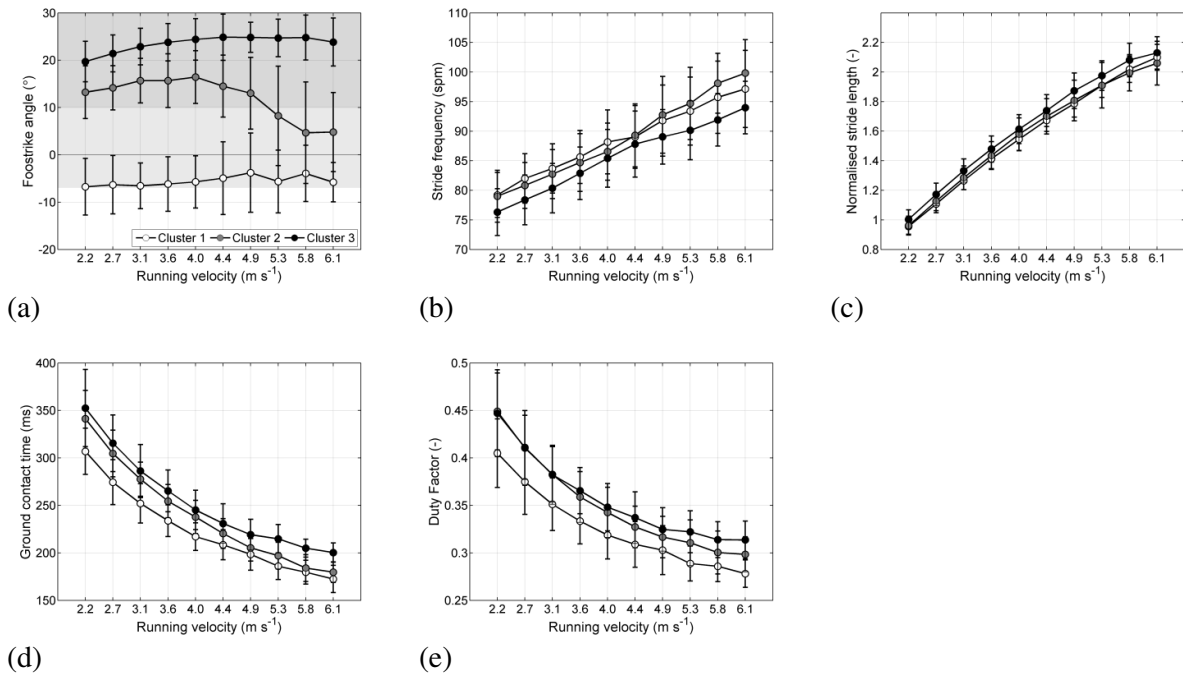 30
20
10
0
-10
-20
Foostrike angle (°)
Cluster 1 Cluster 2 Cluster 3
2.2 2.7 3.1 3.6 4.0 4.4 4.9 5.3 5.8 6.1
Running velocity (m s⁻¹)
(a)
110
105
100
95
90
85
80
75
70
Stride frequency (spm)
2.2 2.7 3.1 3.6 4.0 4.4 4.9 5.3 5.8 6.1
Running velocity (m s⁻¹)
(b)
2.2
2
1.8
1.6
1.4
1.2
1
0.8
Normalised stride length (-)
2.2 2.7 3.1 3.6 4.0 4.4 4.9 5.3 5.8 6.1
Running velocity (m s⁻¹)
(c)
400
350
300
250
200
150
Ground contact time (ms)
2.2 2.7 3.1 3.6 4.0 4.4 4.9 5.3 5.8 6.1
Running velocity (m s⁻¹)
(d)
0.5
0.45
0.4
0.35
0.3
0.25
Duty Factor (-)
2.2 2.7 3.1 3.6 4.0 4.4 4.9 5.3 5.8 6.1
Running velocity (m s⁻¹)
(e)